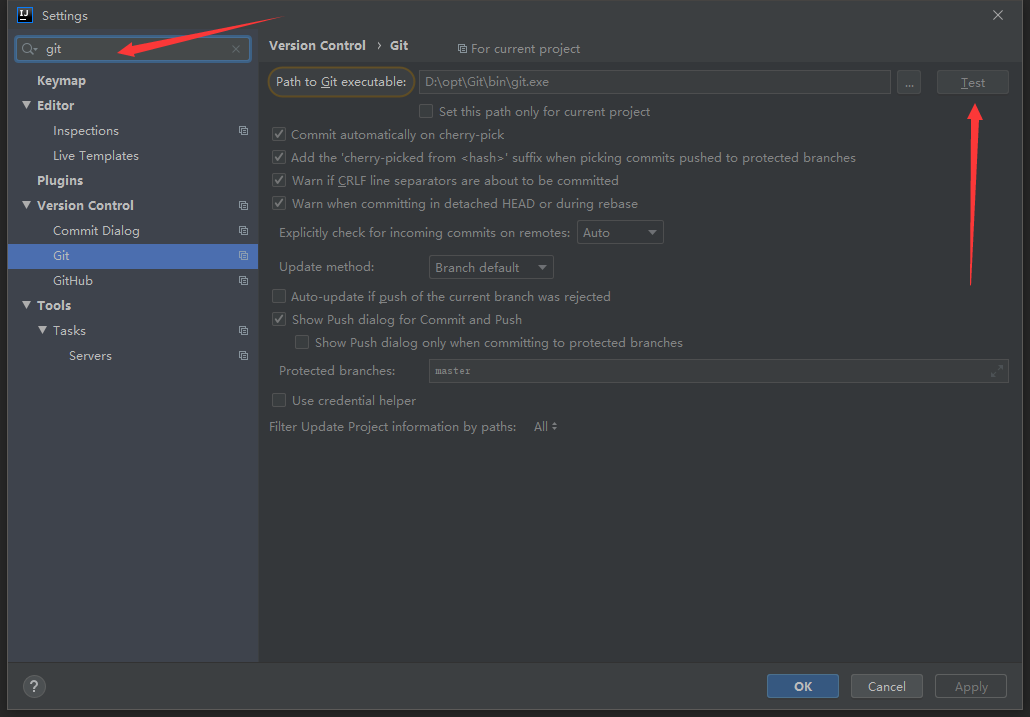 Settings
git
Keymap
Editor
Inspections
Live Templates
Plugins
Version Control
Commit Dialog
Git
GitHub
Tools
Tasks
Servers
Version Control › Git
For current project
Path to Git executable: D:\opt\Git\bin\git.exe ... Test
Set this path only for current project
Commit automatically on cherry-pick
Add the 'cherry-picked from <hash>' suffix when picking commits pushed to protected branches
Warn if CRLF line separators are about to be committed
Warn when committing in detached HEAD or during rebase
Explicitly check for incoming commits on remotes: Auto
Update method: Branch default
Auto-update if push of the current branch was rejected
Show Push dialog for Commit and Push
Show Push dialog only when committing to protected branches
Protected branches: master
Use credential helper
Filter Update Project information by paths: All
? OK Cancel Apply